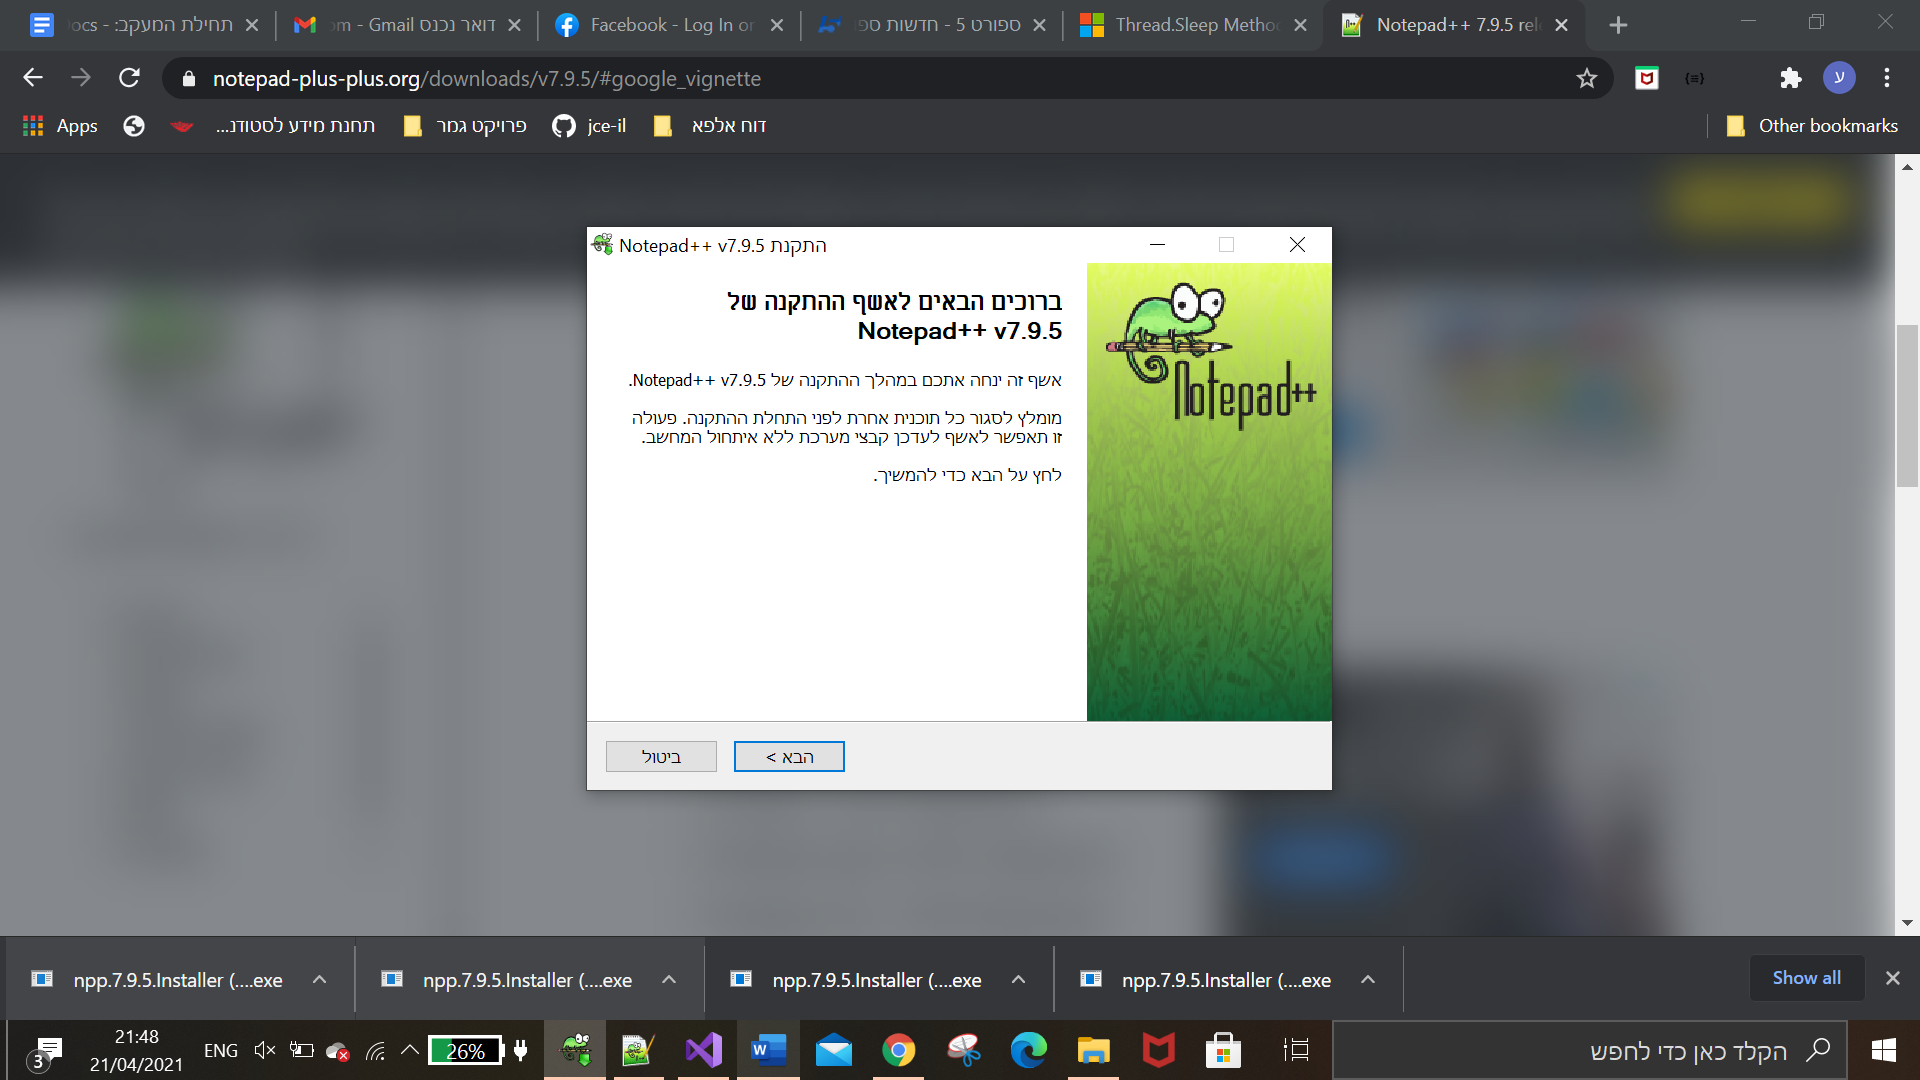 תחילת המעקב: - Docs
דואר נכנס - Gmail
Facebook - Log In or
ספורט 5 - חדשות ספו
Thread.Sleep Metho
Notepad++ 7.9.5 rel
notepad-plus-plus.org/downloads/v7.9.5/#google_vignette
ע
Apps
תחנת מידע לסטודנ...
פרויקט גמר
jce-il
דוח אלפא
Other bookmarks
התקנת Notepad++ v7.9.5
ברוכים הבאים לאשף ההתקנה של
Notepad++ v7.9.5
אשף זה ינחה אתכם במהלך ההתקנה של Notepad++ v7.9.5.
מומלץ לסגור כל תוכנית אחרת לפני התחלת ההתקנה. פעולה
זו תאפשר לאשף לעדכן קבצי מערכת ללא איתחול המחשב.
לחץ על הבא כדי להמשיך.
Notepad++
ביטול
הבא >
npp.7.9.5.Installer (....exe
npp.7.9.5.Installer (....exe
npp.7.9.5.Installer (....exe
npp.7.9.5.Installer (....exe
Show all
3
21:48
21/04/2021
ENG
26%
הקלד כאן כדי לחפש